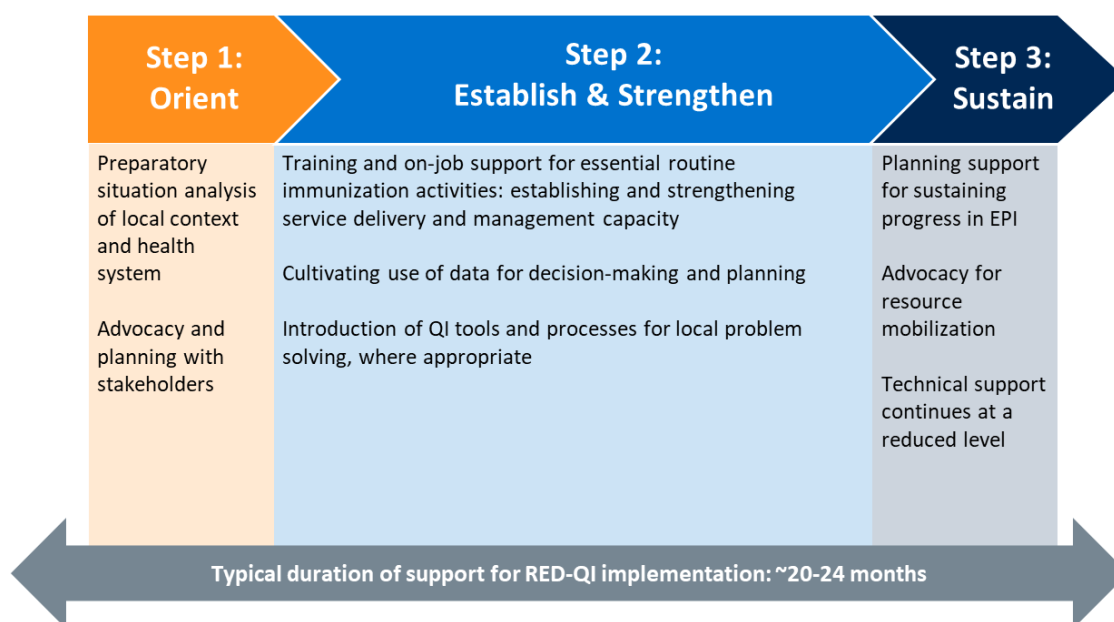 Step 1:
Orient
Step 2:
Establish & Strengthen
Step 3:
Sustain
Preparatory
situation analysis
of local context
and health
system
Advocacy and
planning with
stakeholders
Training and on-job support for essential routine
immunization activities: establishing and strengthening
service delivery and management capacity
Cultivating use of data for decision-making and planning
Introduction of QI tools and processes for local problem
solving, where appropriate
Planning support
for sustaining
progress in EPI
Advocacy for
resource
mobilization
Technical support
continues at a
reduced level
Typical duration of support for RED-QI implementation: ~20-24 months